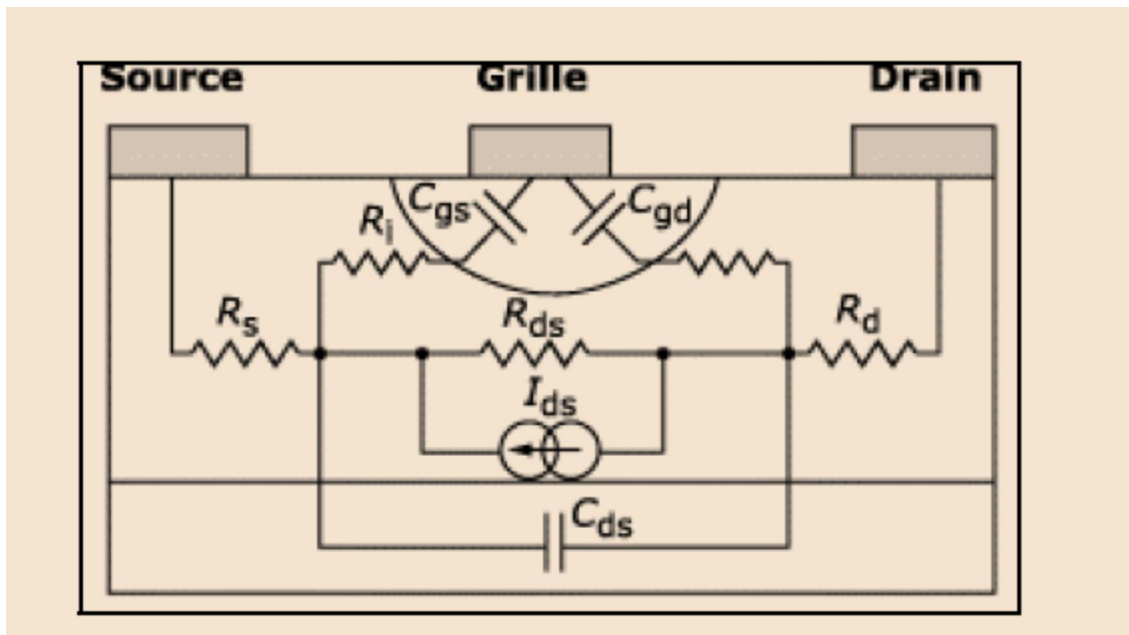 Source Grille Drain
Cgs Cgd
Ri
Rs Rds Rd
Ids
Cds